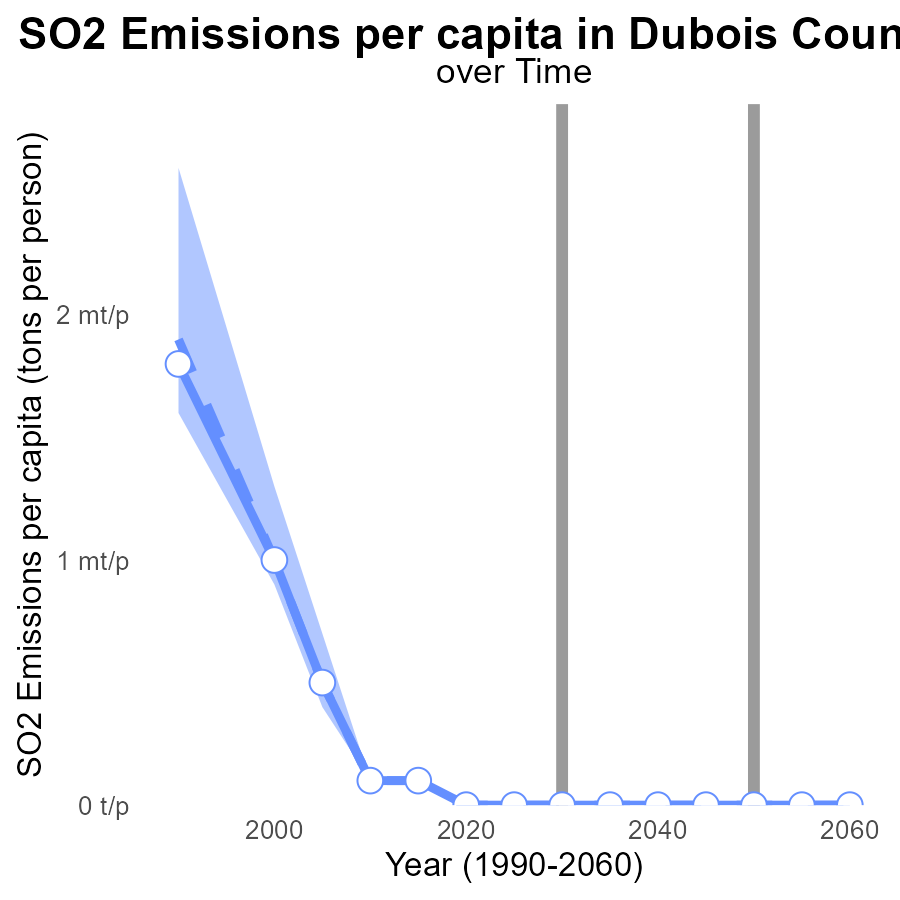 SO2 Emissions per capita in Dubois Coun
over Time
SO2 Emissions per capita (tons per person)
2 mt/p
1 mt/p
0 t/p
2000
2020
2040
2060
Year (1990-2060)